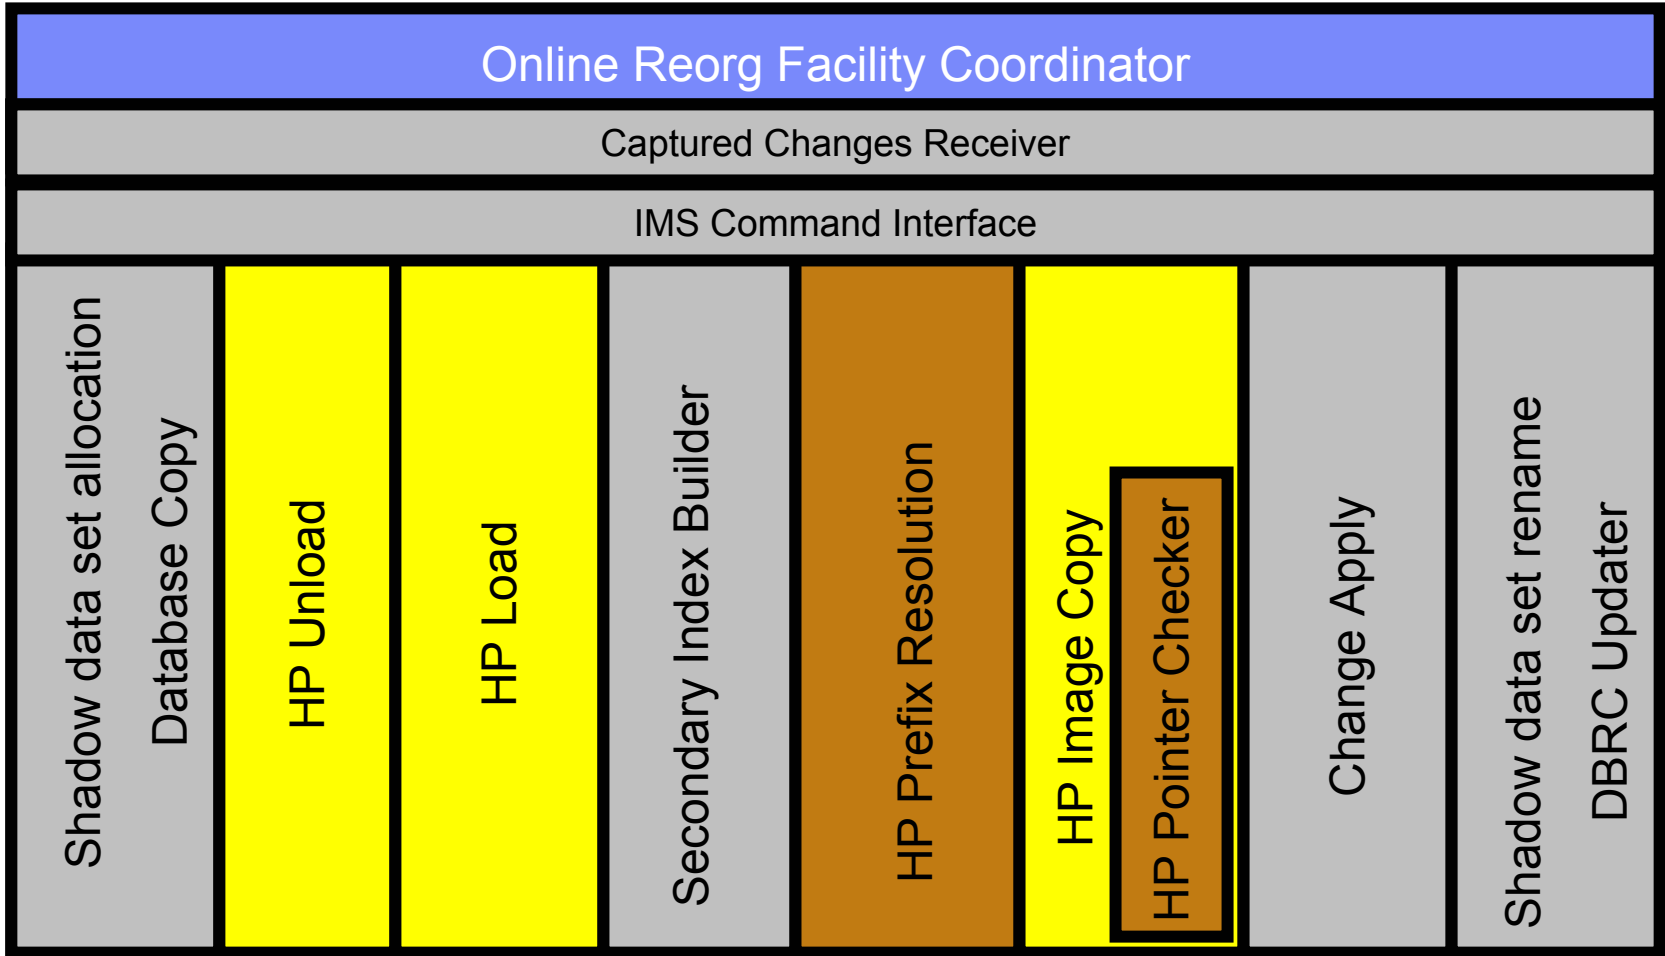 Online Reorg Facility Coordinator
Captured Changes Receiver
IMS Command Interface
Shadow data set allocation
Database Copy
HP Unload
HP Load
Secondary Index Builder
HP Prefix Resolution
HP Image Copy
HP Pointer Checker
Change Apply
Shadow data set rename
DBRC Updater